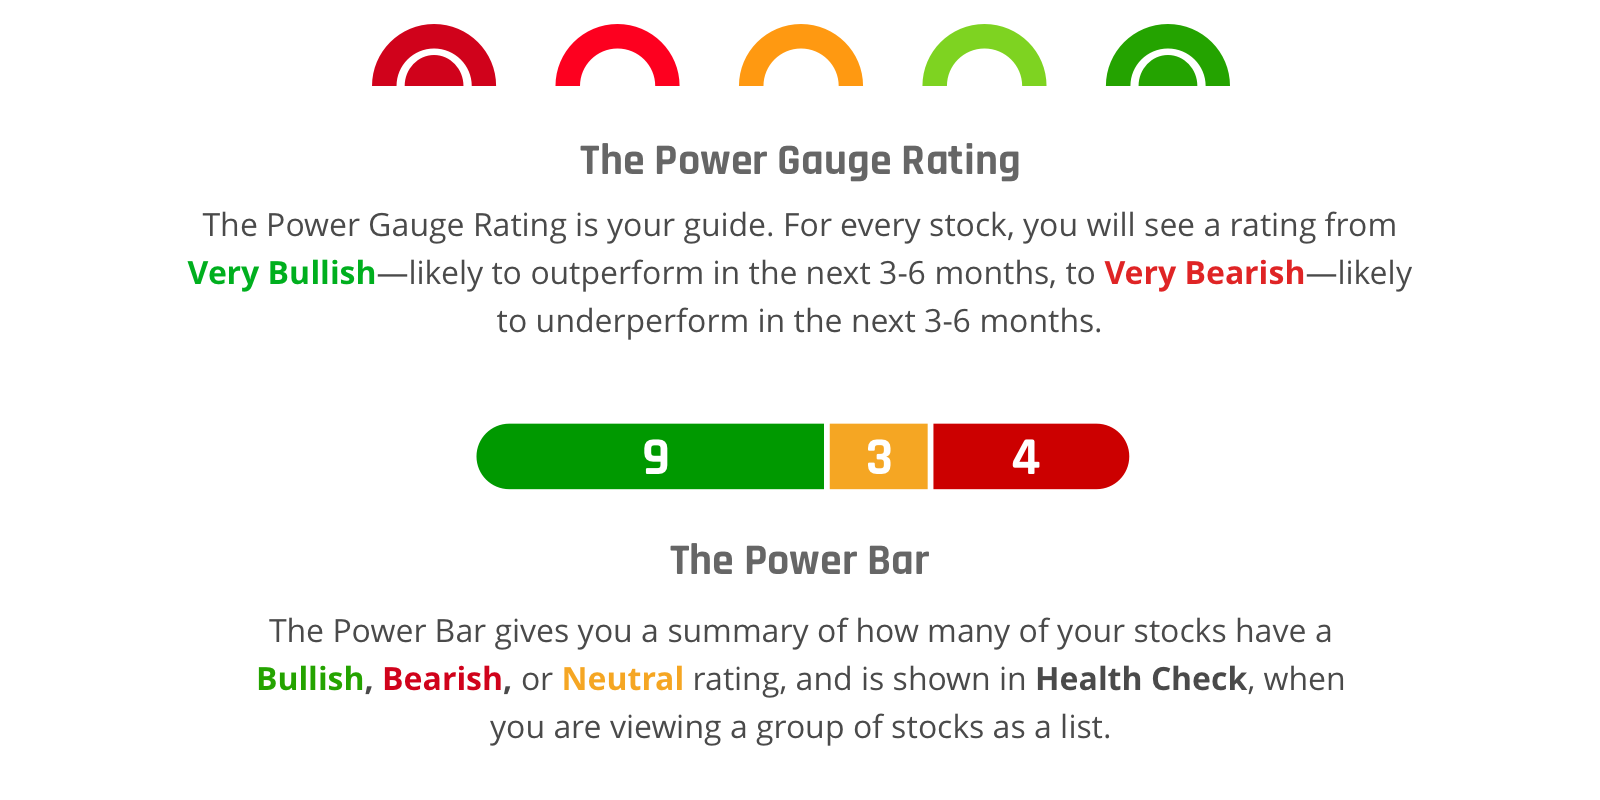 The Power Gauge Rating
The Power Gauge Rating is your guide. For every stock, you will see a rating from
Very Bullish—likely to outperform in the next 3-6 months, to Very Bearish—likely
to underperform in the next 3-6 months.
9 3 4
The Power Bar
The Power Bar gives you a summary of how many of your stocks have a
Bullish, Bearish, or Neutral rating, and is shown in Health Check, when
you are viewing a group of stocks as a list.